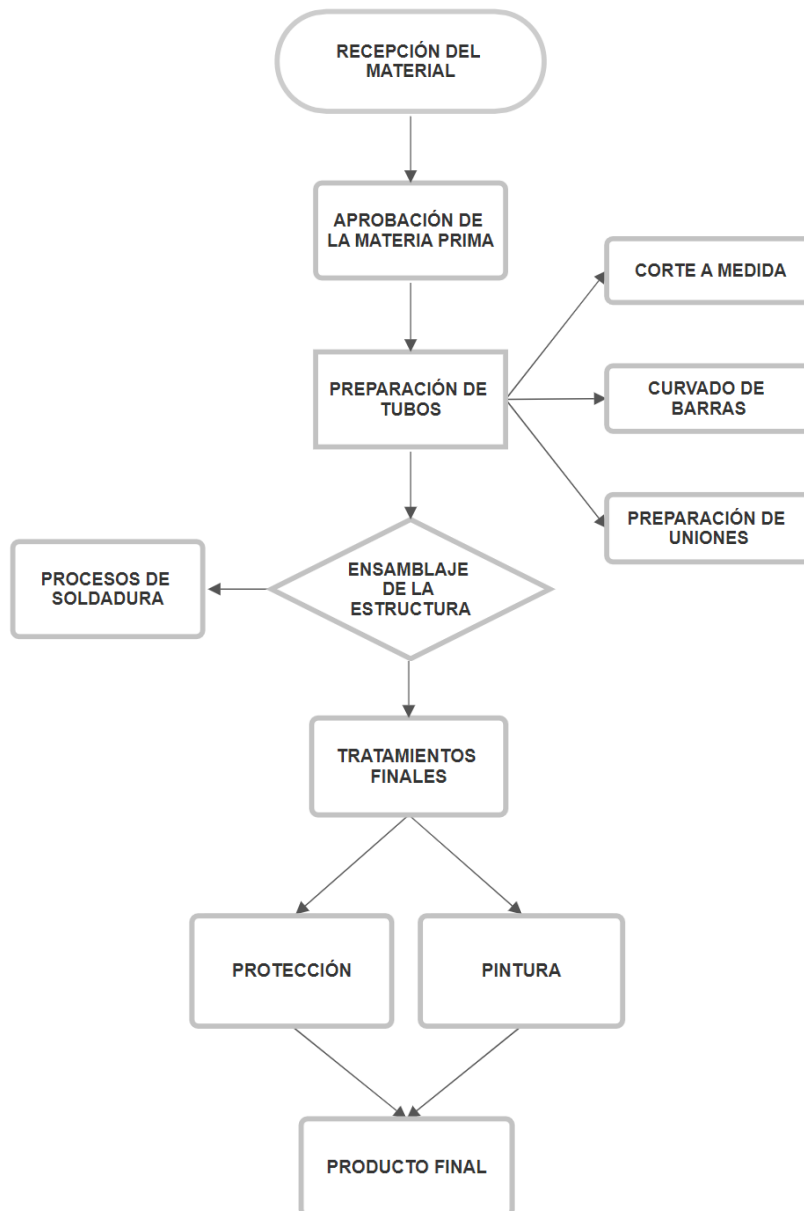 RECEPCIÓN DEL
MATERIAL
APROBACIÓN DE
LA MATERIA PRIMA
CORTE A MEDIDA
PREPARACIÓN DE
TUBOS
CURVADO DE
BARRAS
PREPARACIÓN DE
UNIONES
ENSAMBLAJE
DE LA
ESTRUCTURA
PROCESOS DE
SOLDADURA
TRATAMIENTOS
FINALES
PROTECCIÓN
PINTURA
PRODUCTO FINAL